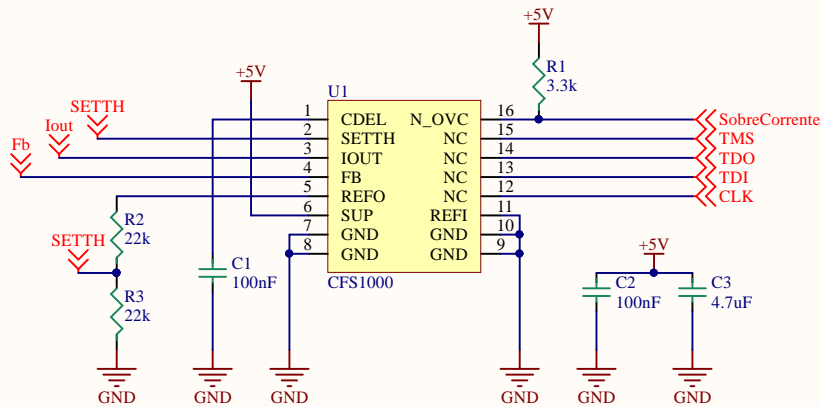 +5V
R1
3.3k
+5V
U1
SETTH
Iout
Fb
1 CDEL N_OVC 16 SobreCorrente
2 SETTH NC 15 TMS
3 IOUT NC 14 TDO
4 FB NC 13 TDI
5 REFO NC 12 CLK
6 SUP REFI 11
7 GND GND 10
8 GND GND 9
CFS1000
R2
22k
SETTH
R3
22k
C1
100nF
+5V
C2
100nF
C3
4.7uF
GND GND GND GND GND GND